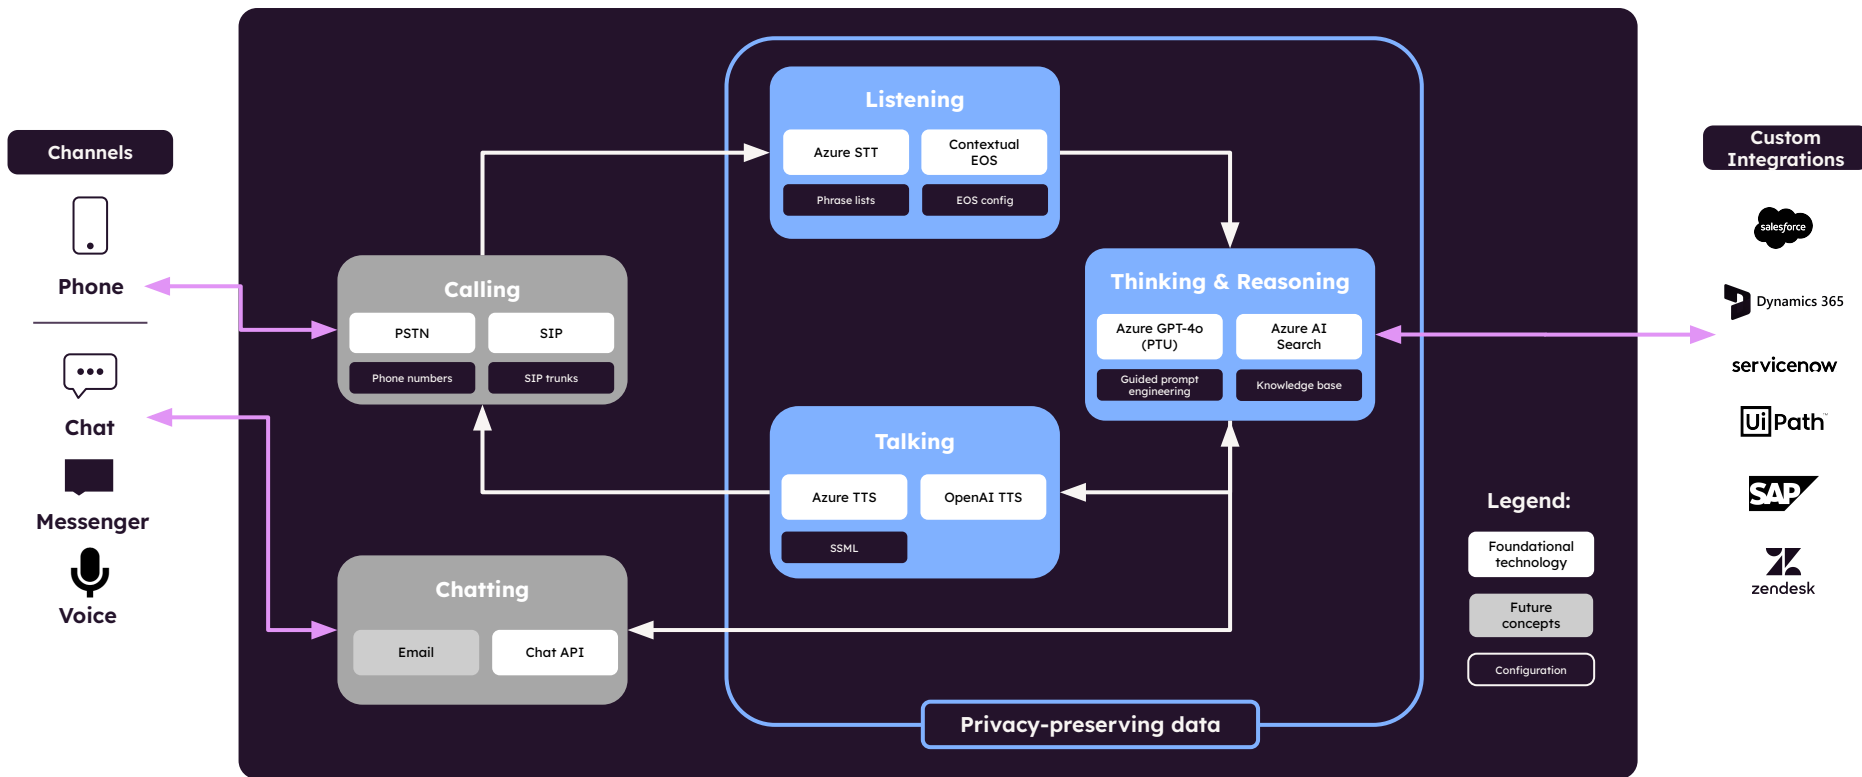 Channels
Phone
Chat
Messenger
Voice
Calling
PSTN
SIP
Phone numbers
SIP trunks
Chatting
Email
Chat API
Listening
Azure STT
Contextual
EOS
Phrase lists
EOS config
Thinking & Reasoning
Azure GPT-4o
(PTU)
Azure AI
Search
Guided prompt
engineering
Knowledge base
Talking
Azure TTS
OpenAI TTS
SSML
Privacy-preserving data
Legend:
Foundational
technology
Future
concepts
Configuration
Custom
Integrations
salesforce
Dynamics 365
servicenow
UiPath™
SAP
zendesk